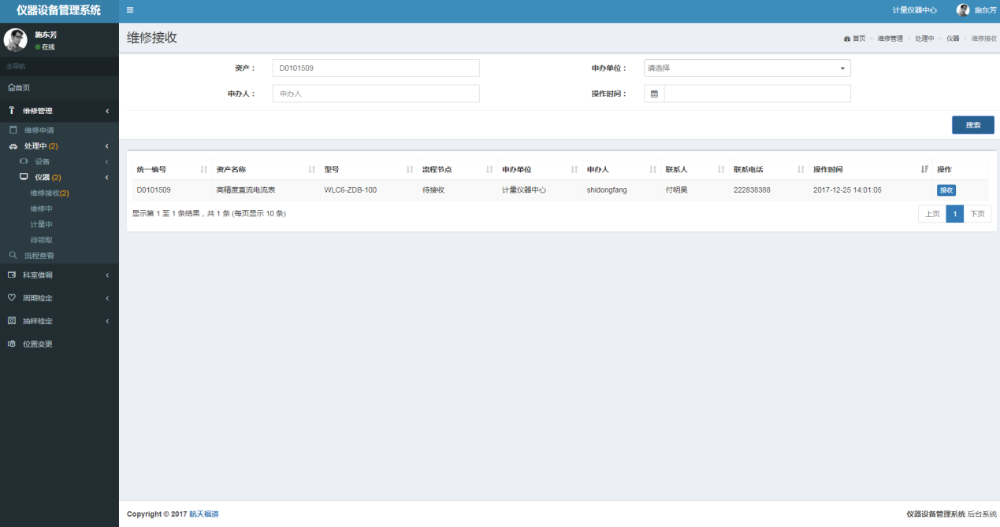 仪器设备管理系统
计量仪器中心 施东芳
施东芳
在线
主导航
首页
维修管理
维修申请
处理中 (2)
设备
仪器 (2)
维修接收(2)
维修中
计量中
待领取
流程查看
科室借调
周期检定
抽样检定
位置变更
维修接收
首页 > 维修管理 > 处理中 > 仪器 > 维修接收
资产： D0101509 申办单位： 请选择
申办人： 申办人 操作时间：
搜索
统一编号 资产名称 型号 流程节点 申办单位 申办人 联系人 联系电话 操作时间 操作
D0101509 高精度直流电流表 WLC6-ZDB-100 待接收 计量仪器中心 shidongfang 付明昊 222838388 2017-12-25 14:01:05 接收
显示第 1 至 1 条结果，共 1 条 (每页显示 10 条) 上页 1 下页
Copyright © 2017 航天福道 仪器设备管理系统 后台系统